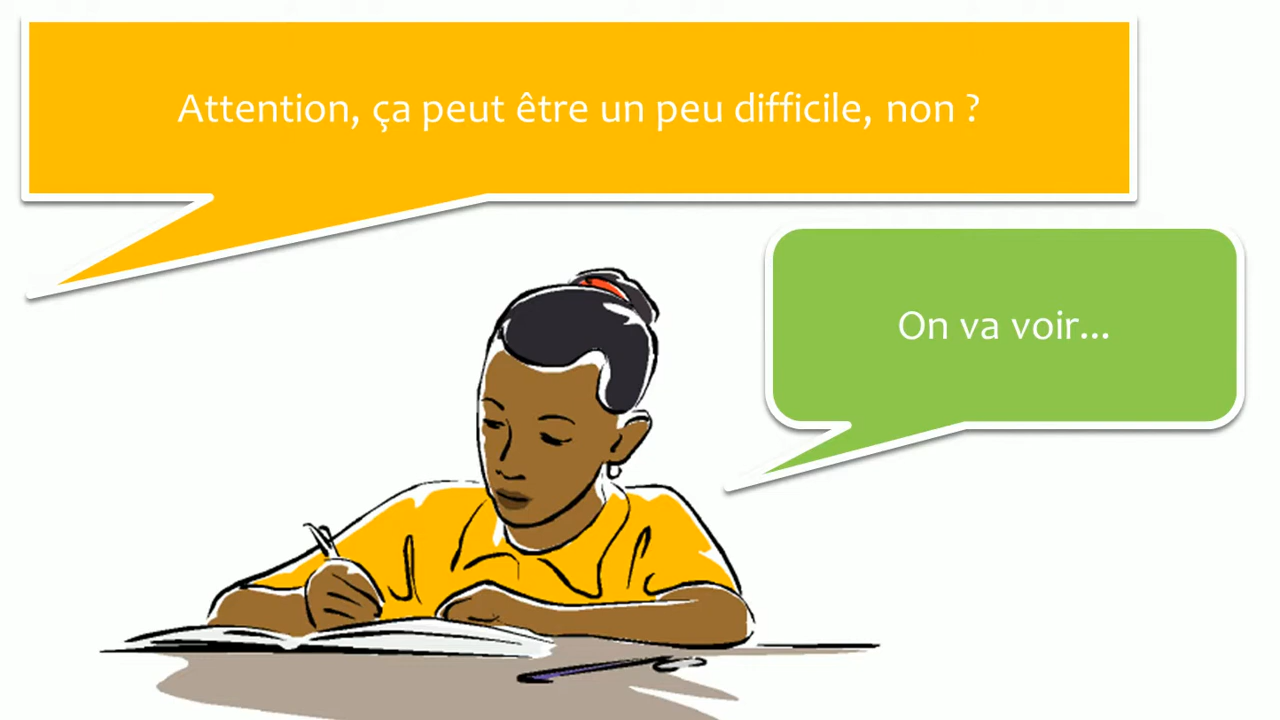 Attention, ça peut être un peu difficile, non ?
On va voir...